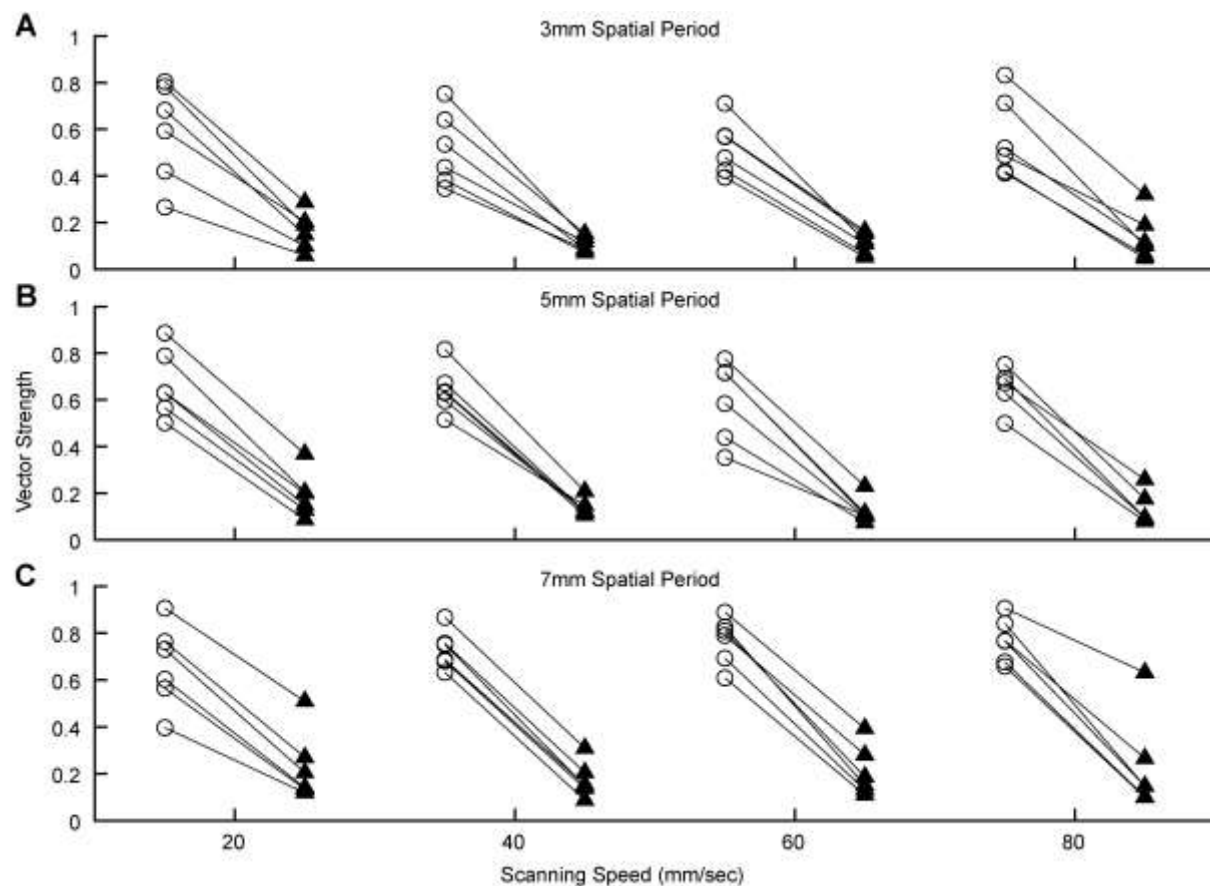 A
3mm Spatial Period
1
0.8
0.6
0.4
0.2
0
B
5mm Spatial Period
1
0.8
0.6
0.4
0.2
0
Vector Strength
C
7mm Spatial Period
1
0.8
0.6
0.4
0.2
0
20 40 60 80
Scanning Speed (mm/sec)